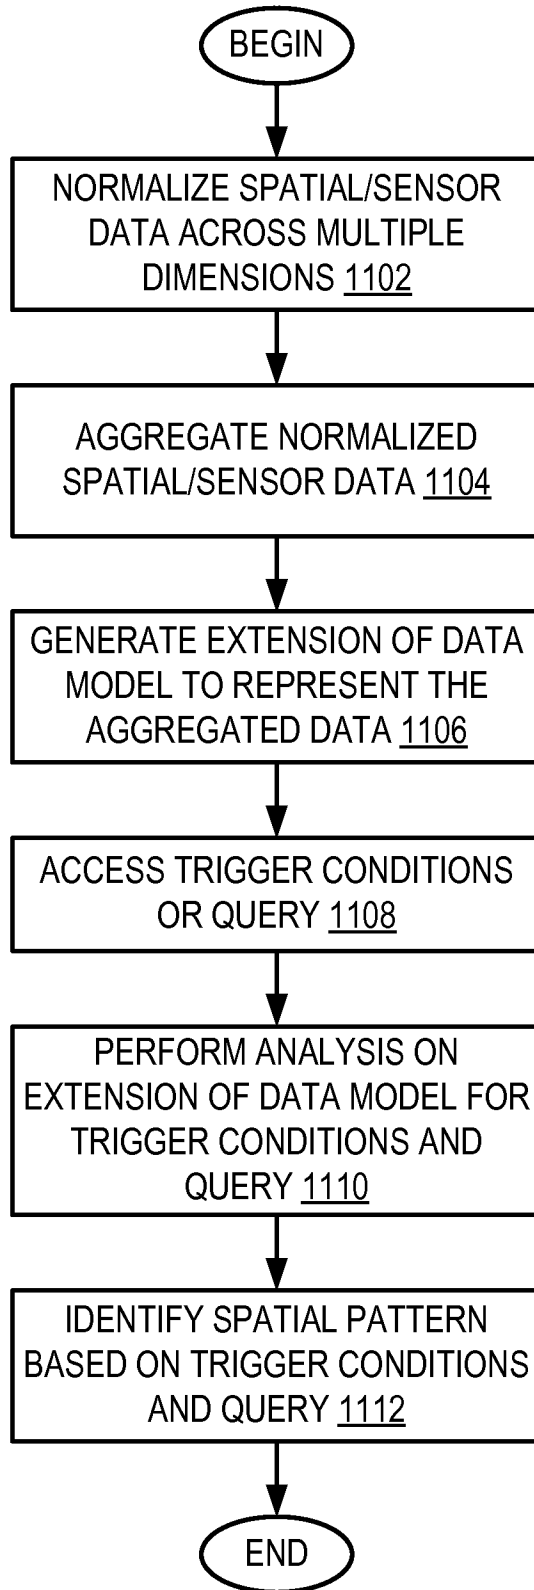 BEGIN
NORMALIZE SPATIAL/SENSOR
DATA ACROSS MULTIPLE
DIMENSIONS 1102
AGGREGATE NORMALIZED
SPATIAL/SENSOR DATA 1104
GENERATE EXTENSION OF DATA
MODEL TO REPRESENT THE
AGGREGATED DATA 1106
ACCESS TRIGGER CONDITIONS
OR QUERY 1108
PERFORM ANALYSIS ON
EXTENSION OF DATA MODEL FOR
TRIGGER CONDITIONS AND
QUERY 1110
IDENTIFY SPATIAL PATTERN
BASED ON TRIGGER CONDITIONS
AND QUERY 1112
END